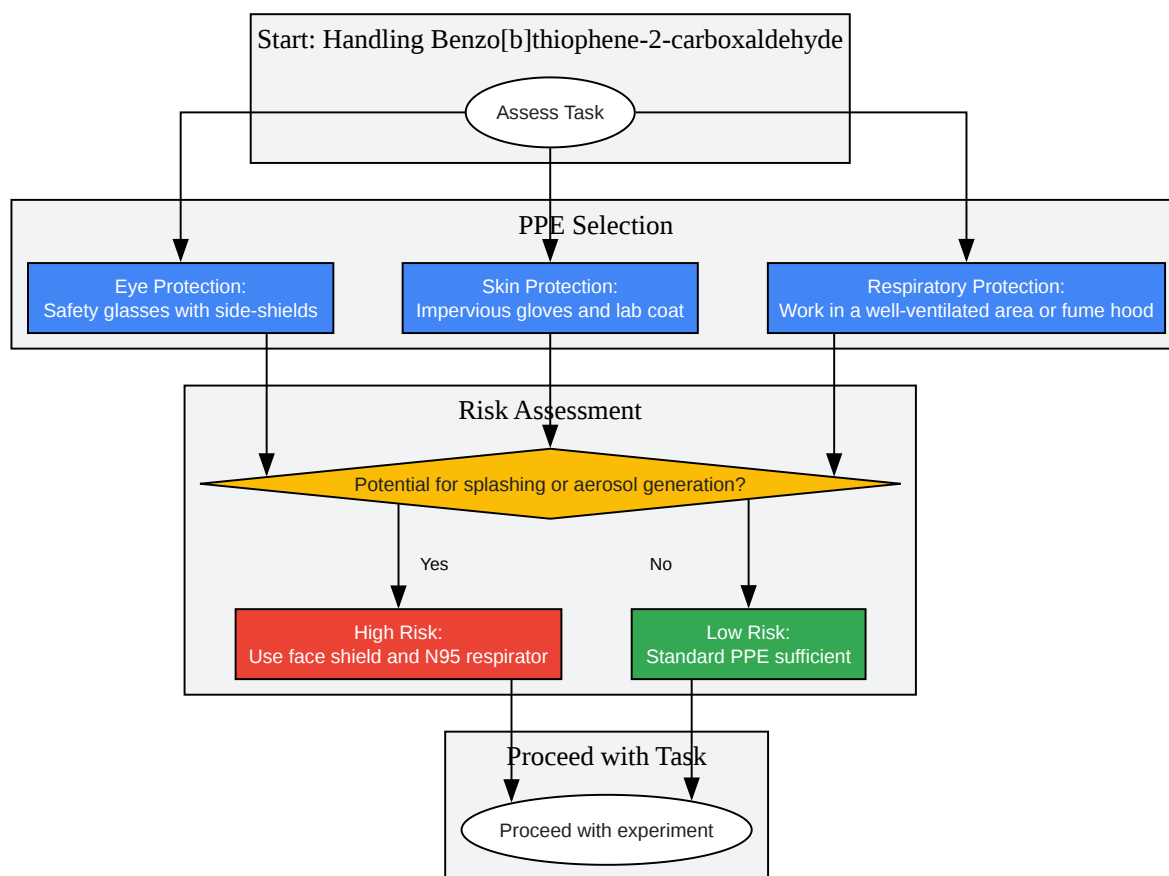 Start: Handling Benzo[b]thiophene-2-carboxaldehyde
Assess Task
PPE Selection
Eye Protection:
Safety glasses with side-shields
Skin Protection:
Impervious gloves and lab coat
Respiratory Protection:
Work in a well-ventilated area or fume hood
Risk Assessment
Potential for splashing or aerosol generation?
Yes
No
High Risk:
Use face shield and N95 respirator
Low Risk:
Standard PPE sufficient
Proceed with Task
Proceed with experiment